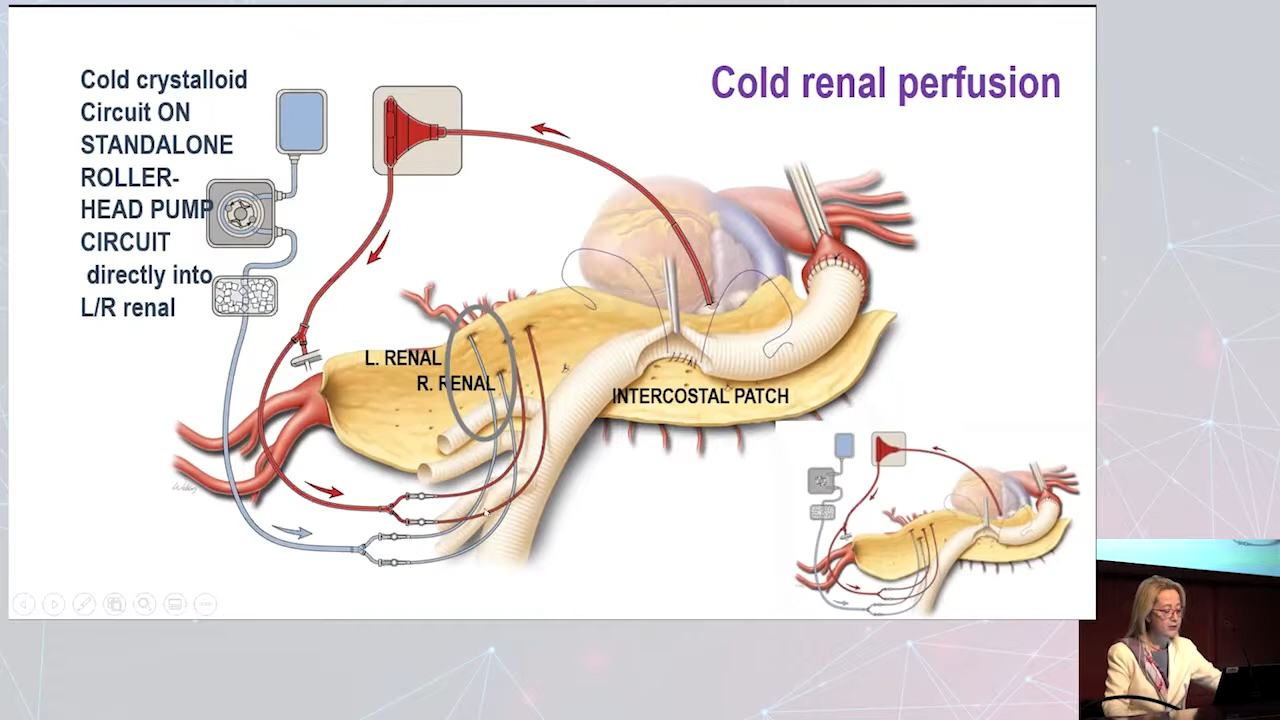 Cold renal perfusion
Cold crystalloid
Circuit ON
STANDALONE
ROLLER-
HEAD PUMP
CIRCUIT
directly into
L/R renal
L. RENAL
R. RENAL
INTERCOSTAL PATCH